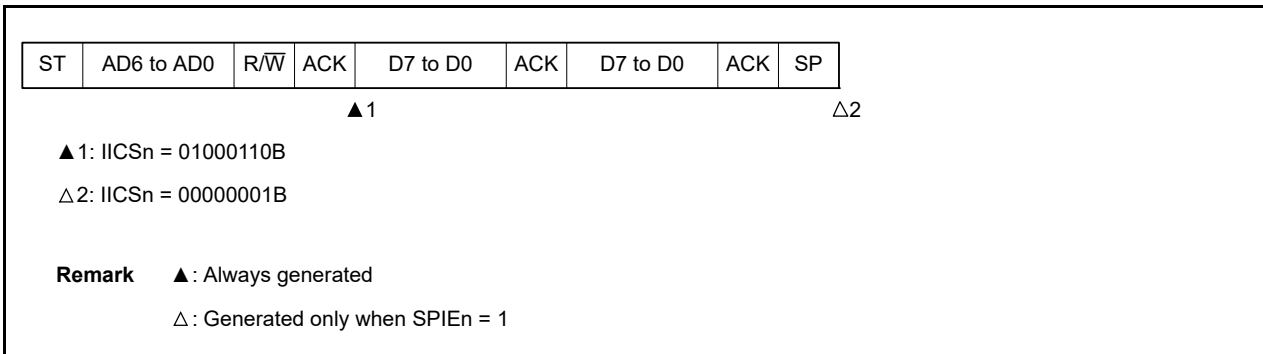 ST AD6 to AD0 R/W̅ ACK D7 to D0 ACK D7 to D0 ACK SP
▲1 △2
▲1: IICSn = 01000110B
△2: IICSn = 00000001B
Remark ▲: Always generated
△: Generated only when SPIEn = 1